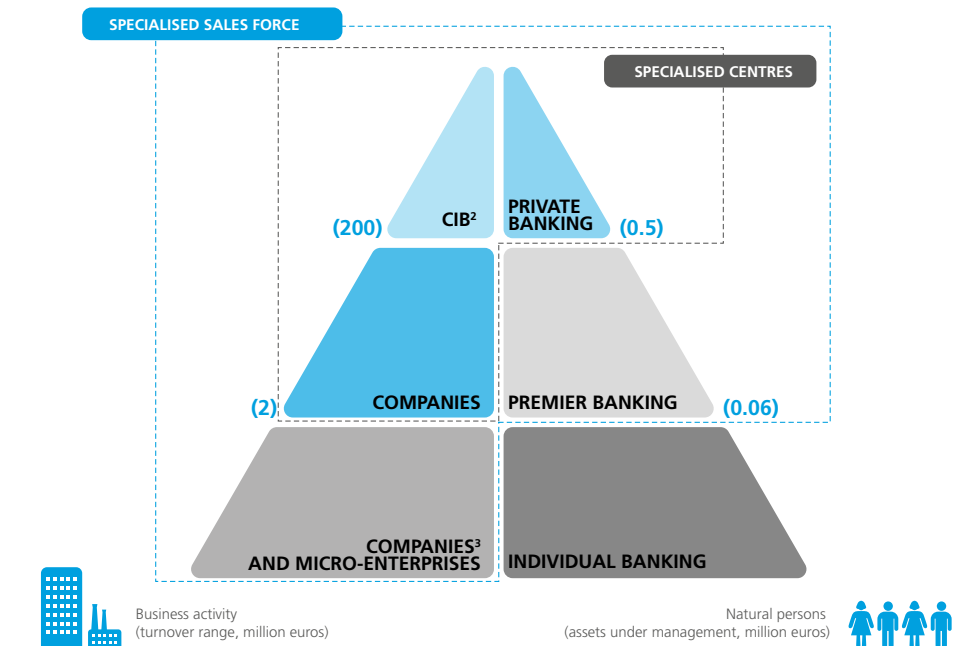 SPECIALISED SALES FORCE
SPECIALISED CENTRES
CIB²
PRIVATE
BANKING
(200)
(0.5)
COMPANIES
PREMIER BANKING
(2)
(0.06)
COMPANIES³
AND MICRO-ENTERPRISES
INDIVIDUAL BANKING
Business activity
(turnover range, million euros)
Natural persons
(assets under management, million euros)